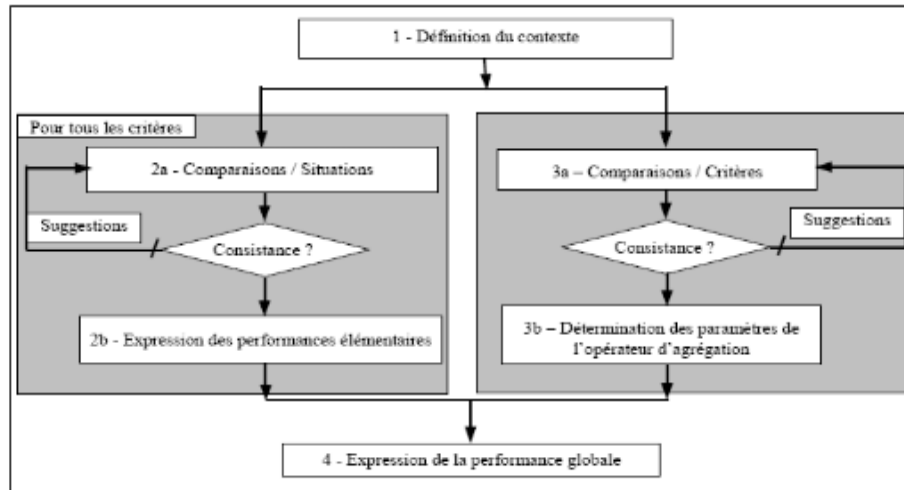 1 - Définition du contexte
Pour tous les critères
2a - Comparaisons / Situations
Suggestions
Consistance ?
2b - Expression des performances élémentaires
3a – Comparaisons / Critères
Suggestions
Consistance ?
3b – Détermination des paramètres de
l'opérateur d'agrégation
4 - Expression de la performance globale